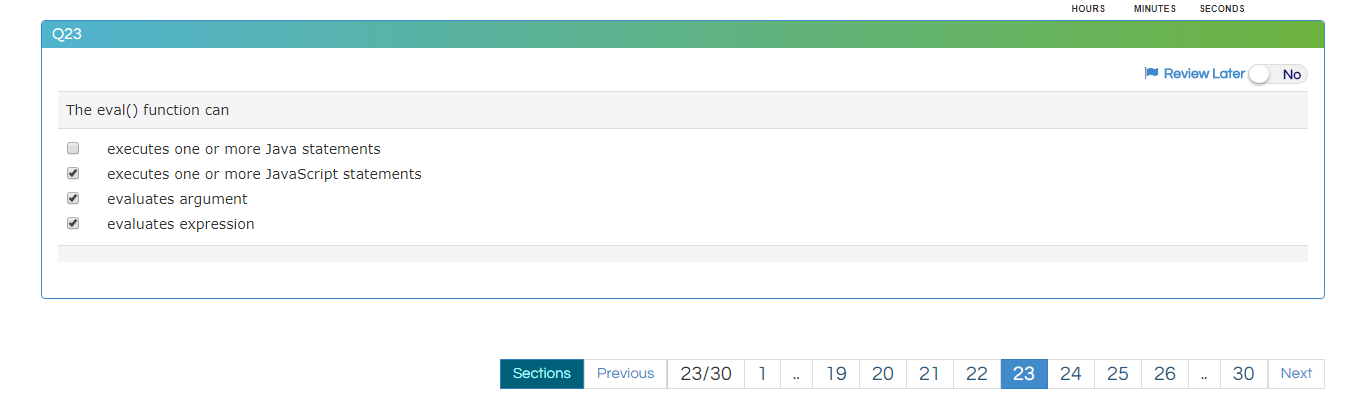 HOURS MINUTES SECONDS
Q23
Review Later No
The eval() function can
executes one or more Java statements
executes one or more JavaScript statements
evaluates argument
evaluates expression
Sections Previous 23/30 1 .. 19 20 21 22 23 24 25 26 .. 30 Next